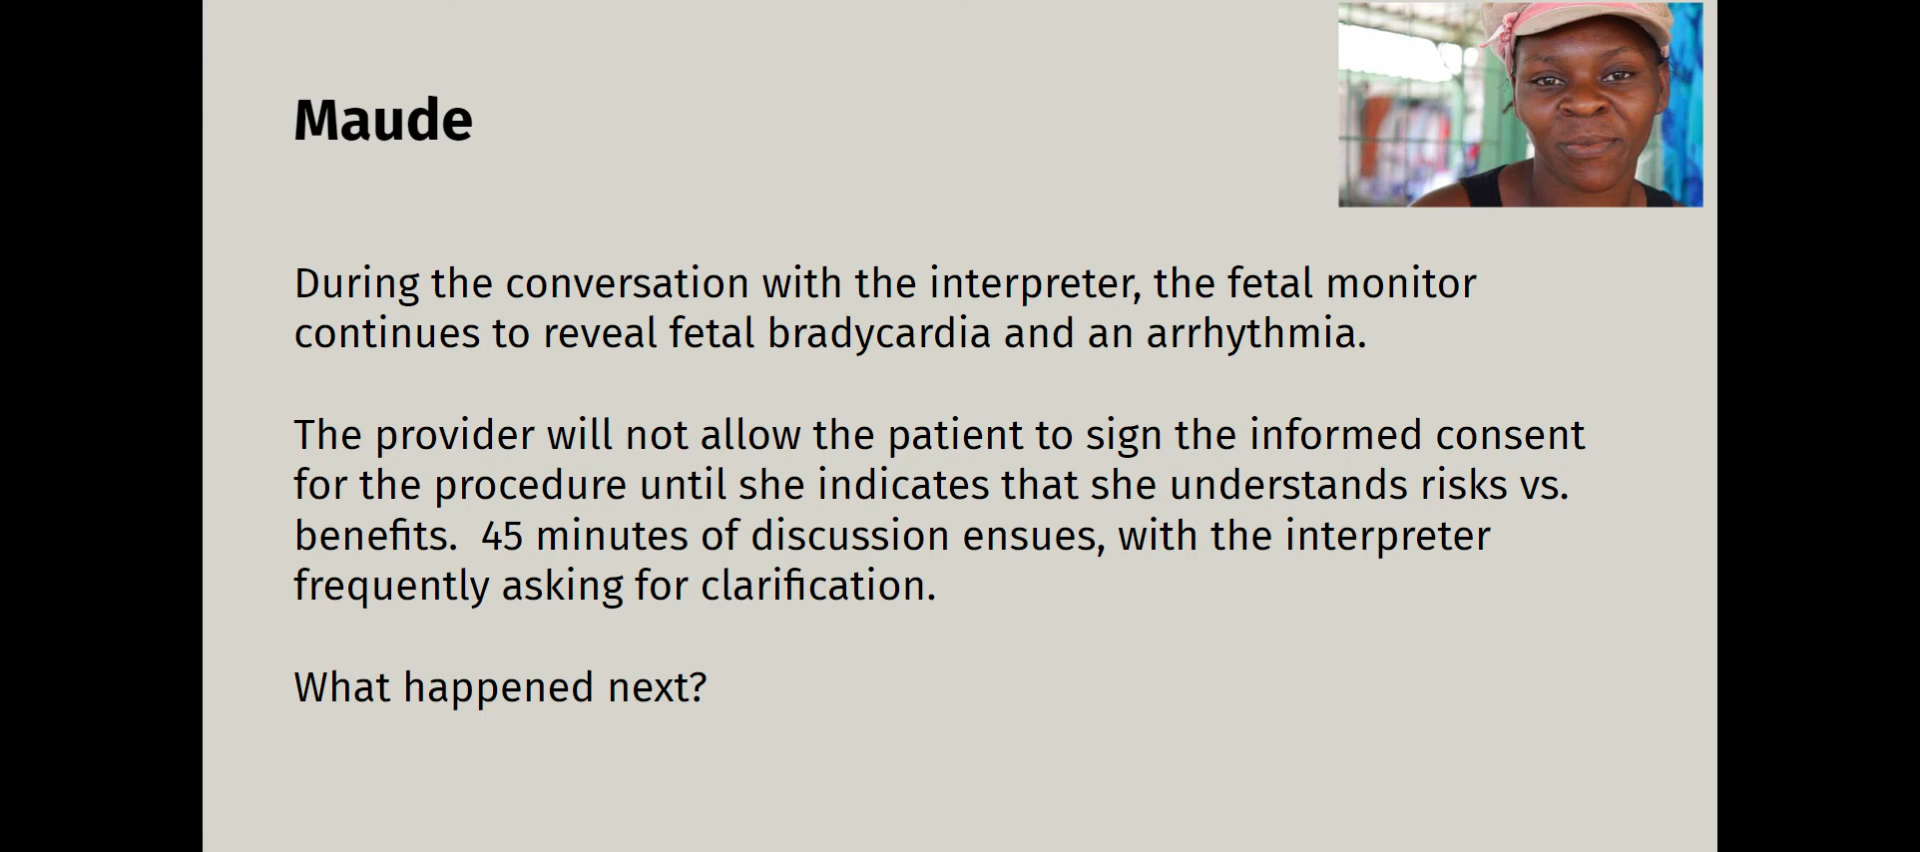 Maude
During the conversation with the interpreter, the fetal monitor
continues to reveal fetal bradycardia and an arrhythmia.
The provider will not allow the patient to sign the informed consent
for the procedure until she indicates that she understands risks vs.
benefits.  45 minutes of discussion ensues, with the interpreter
frequently asking for clarification.
What happened next?